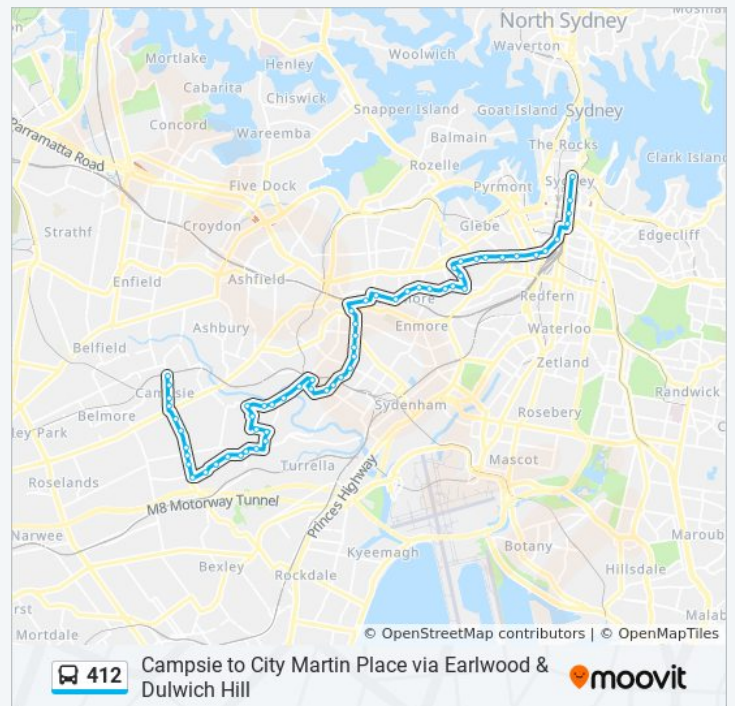 North Sydney
Waverton
Mortlake
Henley
Woolwich
Cabarita
Chiswick
Snapper Island
Goat Island
Sydney
Concord
Wareemba
Balmain
The Rocks
Parramatta Road
Rozelle
Clark Island
Five Dock
Pyrmont
Sydney
Strathf
Croydon
Glebe
Edgecliff
Enfield
Ashfield
Redfern
Ashbury
Enmore
Waterloo
Belfield
Zetland
Campsie
Randwick
Belmore
Sydenham
Rosebery
ley Park
Turrella
Mascot
Roselands
M8 Motorway Tunnel
Princes Highway
Narwee
Kyeemagh
Botany
Maroub
Bexley
Rockdale
Hillsdale
rst
Malab
Mortdale
© OpenStreetMap contributors | © OpenMapTiles
412
Campsie to City Martin Place via Earlwood &
Dulwich Hill
moovit